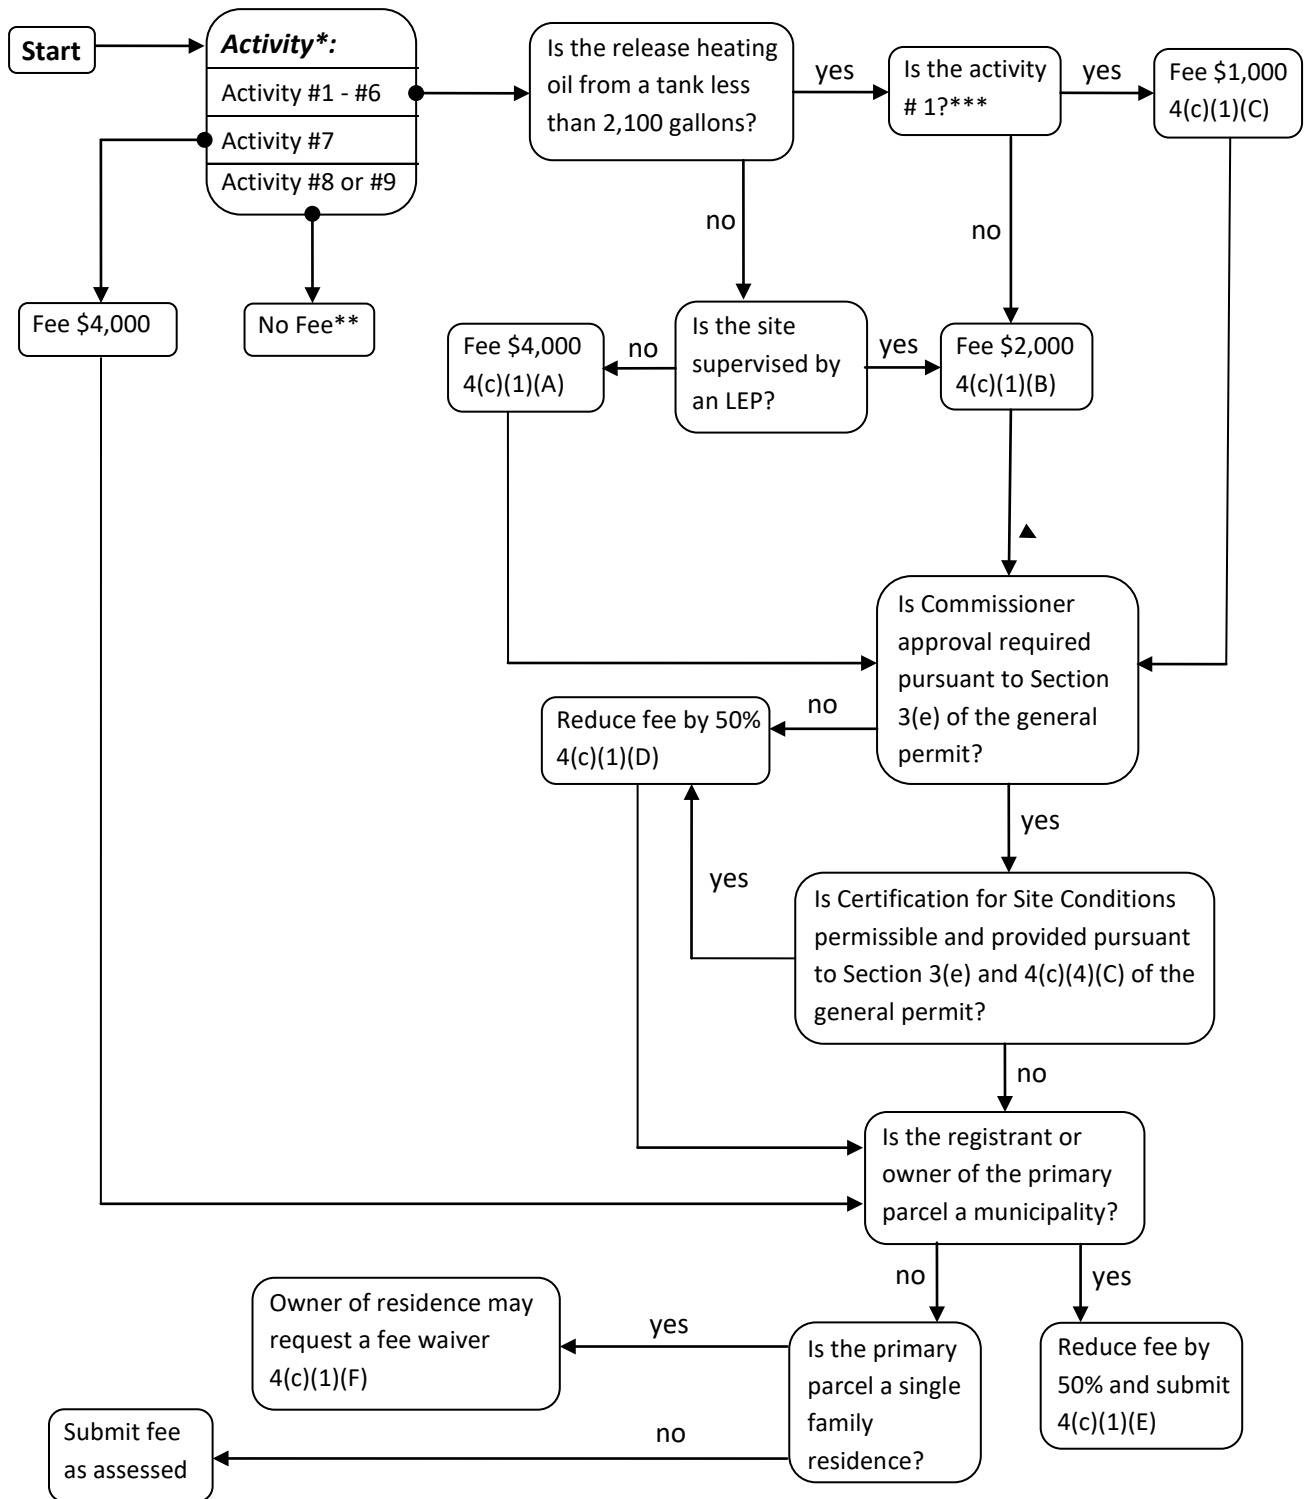 Start
Activity*:
Activity #1 - #6
Activity #7
Activity #8 or #9
Is the release heating
oil from a tank less
than 2,100 gallons?
yes
Is the activity
# 1?***
yes
Fee $1,000
4(c)(1)(C)
no
no
Fee $4,000
No Fee**
Fee $4,000
4(c)(1)(A)
no
Is the site
supervised by
an LEP?
yes
Fee $2,000
4(c)(1)(B)
Is Commissioner
approval required
pursuant to Section
3(e) of the general
permit?
no
Reduce fee by 50%
4(c)(1)(D)
yes
yes
Is Certification for Site Conditions
permissible and provided pursuant
to Section 3(e) and 4(c)(4)(C) of the
general permit?
no
Is the registrant or
owner of the primary
parcel a municipality?
no
yes
Owner of residence may
request a fee waiver
4(c)(1)(F)
yes
Is the primary
parcel a single
family
residence?
Reduce fee by
50% and submit
4(c)(1)(E)
no
Submit fee
as assessed